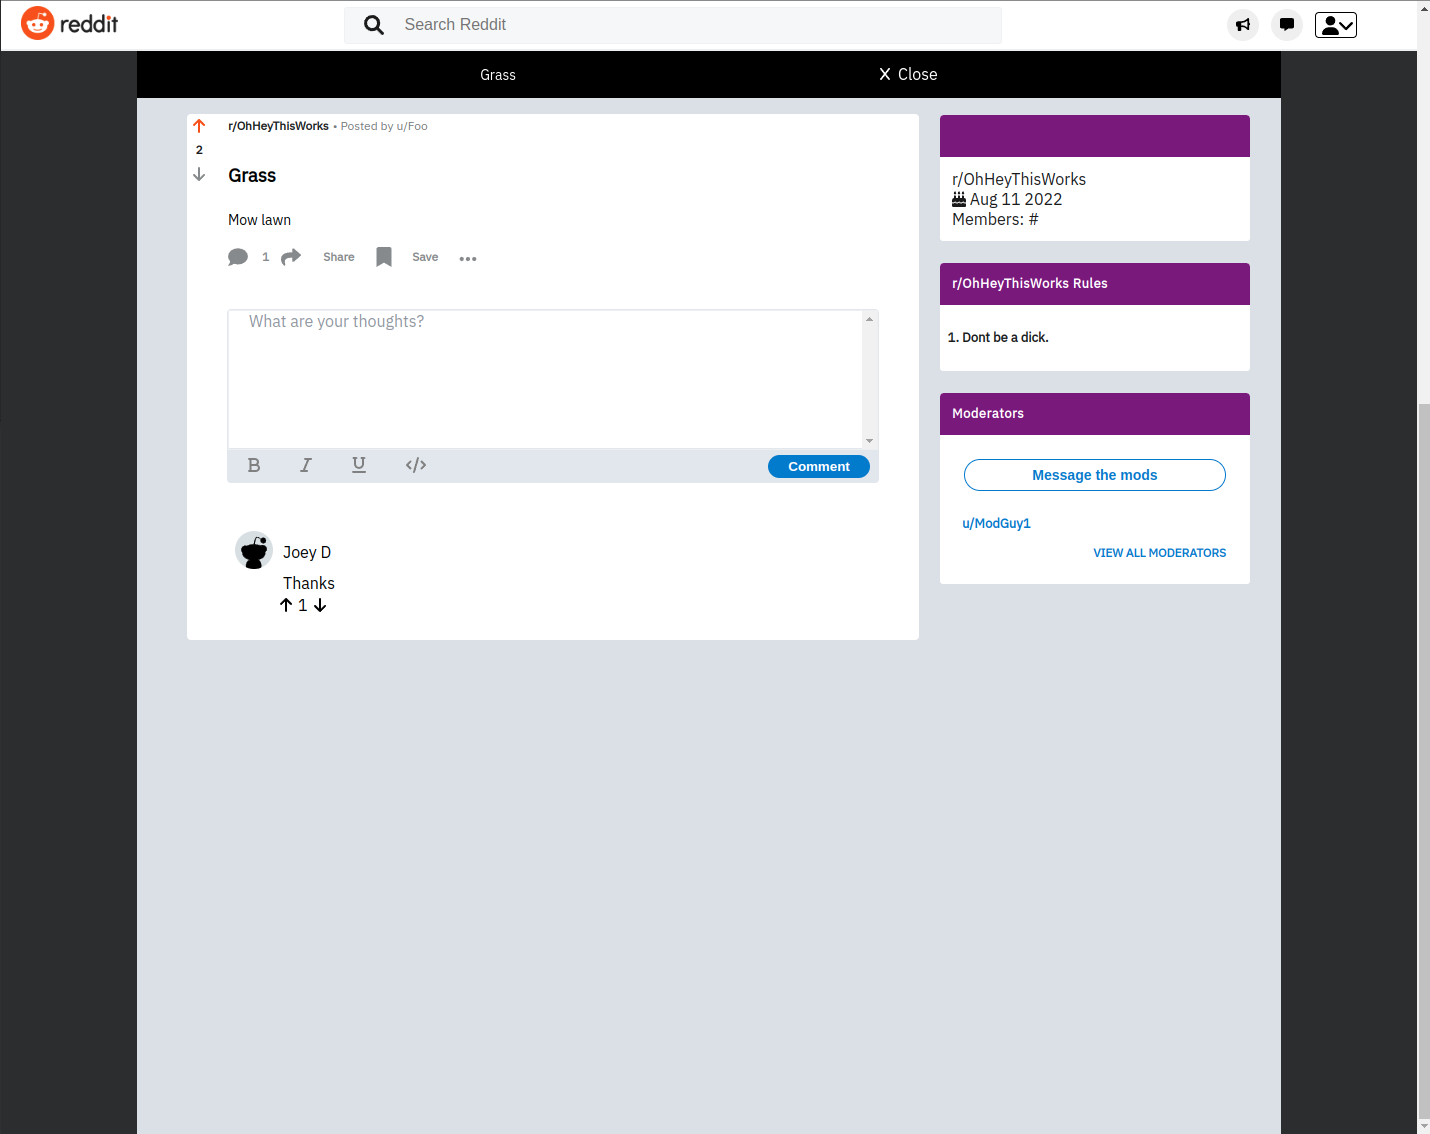 reddit
Search Reddit
Grass
X Close
r/OhHeyThisWorks • Posted by u/Foo
2
Grass
Mow lawn
1 Share Save
What are your thoughts?
B I U </> Comment
Joey D
Thanks
1
r/OhHeyThisWorks
Aug 11 2022
Members: #
r/OhHeyThisWorks Rules
1. Dont be a dick.
Moderators
Message the mods
u/ModGuy1
VIEW ALL MODERATORS